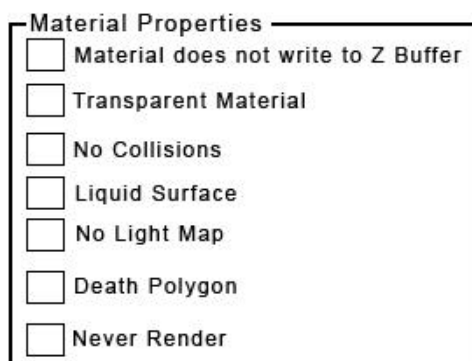 Material Properties
Material does not write to Z Buffer
Transparent Material
No Collisions
Liquid Surface
No Light Map
Death Polygon
Never Render